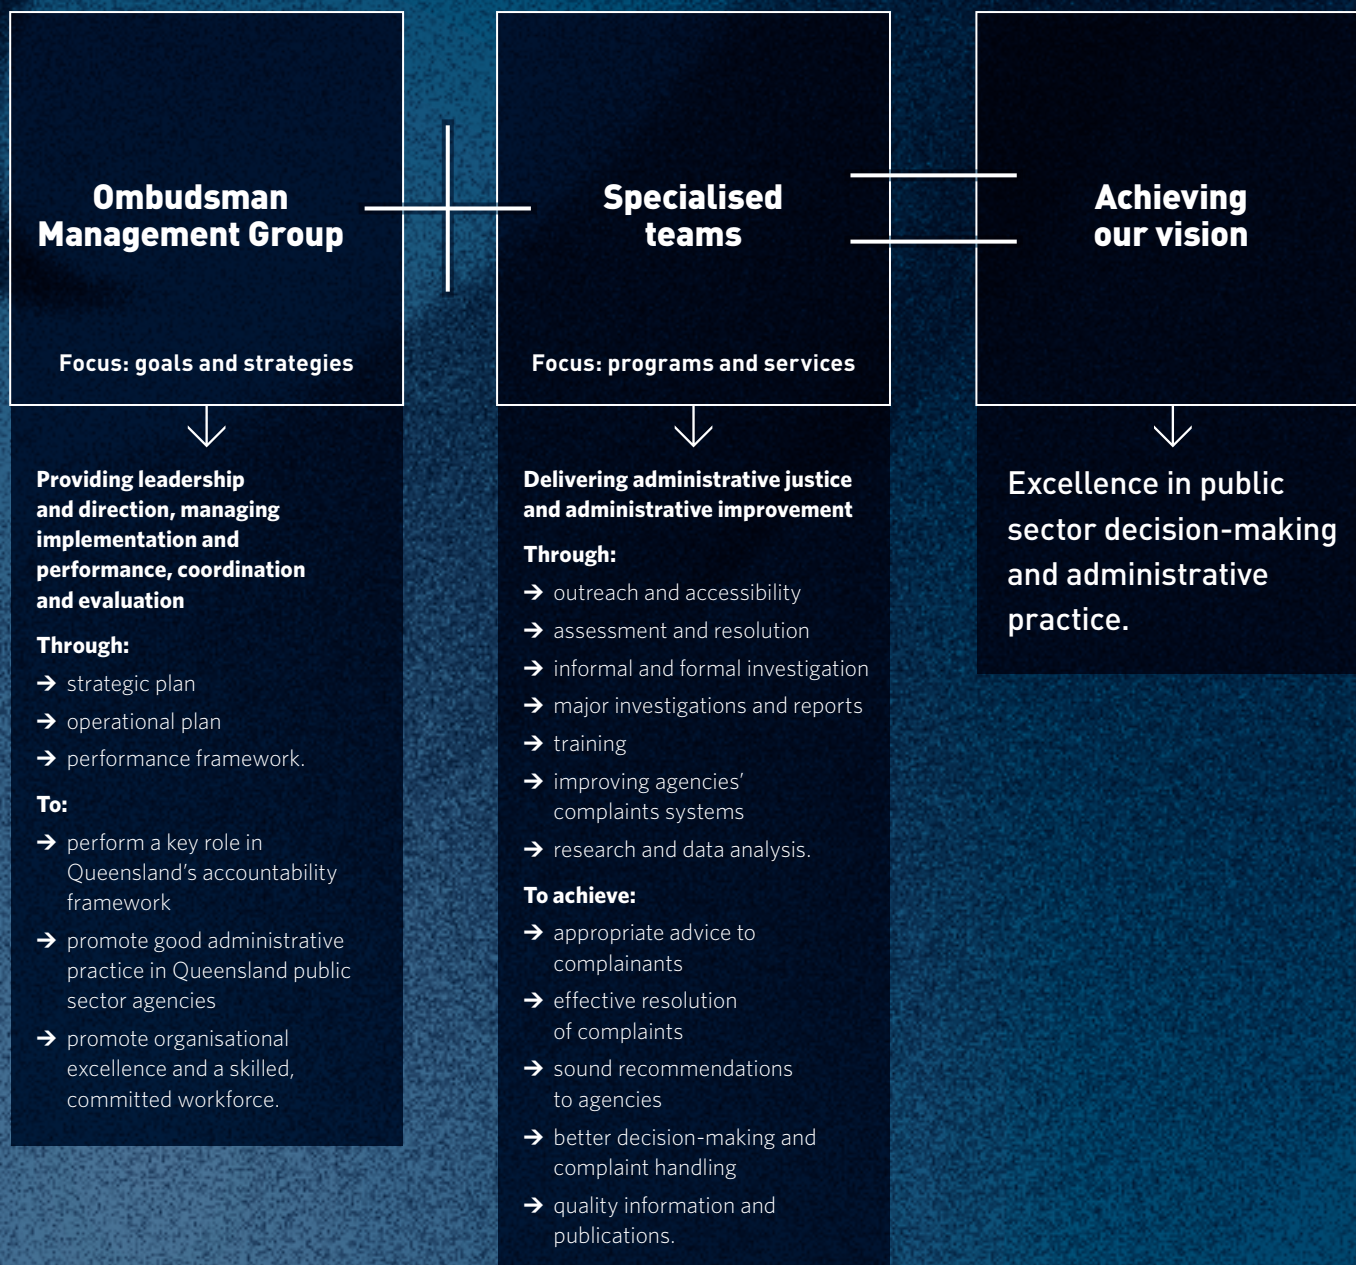 Ombudsman
Management Group
Focus: goals and strategies
Providing leadership
and direction, managing
implementation and
performance, coordination
and evaluation
Through:
→ strategic plan
→ operational plan
→ performance framework.
To:
→ perform a key role in
Queensland’s accountability
framework
→ promote good administrative
practice in Queensland public
sector agencies
→ promote organisational
excellence and a skilled,
committed workforce.
Specialised
teams
Focus: programs and services
Delivering administrative justice
and administrative improvement
Through:
→ outreach and accessibility
→ assessment and resolution
→ informal and formal investigation
→ major investigations and reports
→ training
→ improving agencies’
complaints systems
→ research and data analysis.
To achieve:
→ appropriate advice to
complainants
→ effective resolution
of complaints
→ sound recommendations
to agencies
→ better decision-making and
complaint handling
→ quality information and
publications.
Achieving
our vision
Excellence in public
sector decision-making
and administrative
practice.